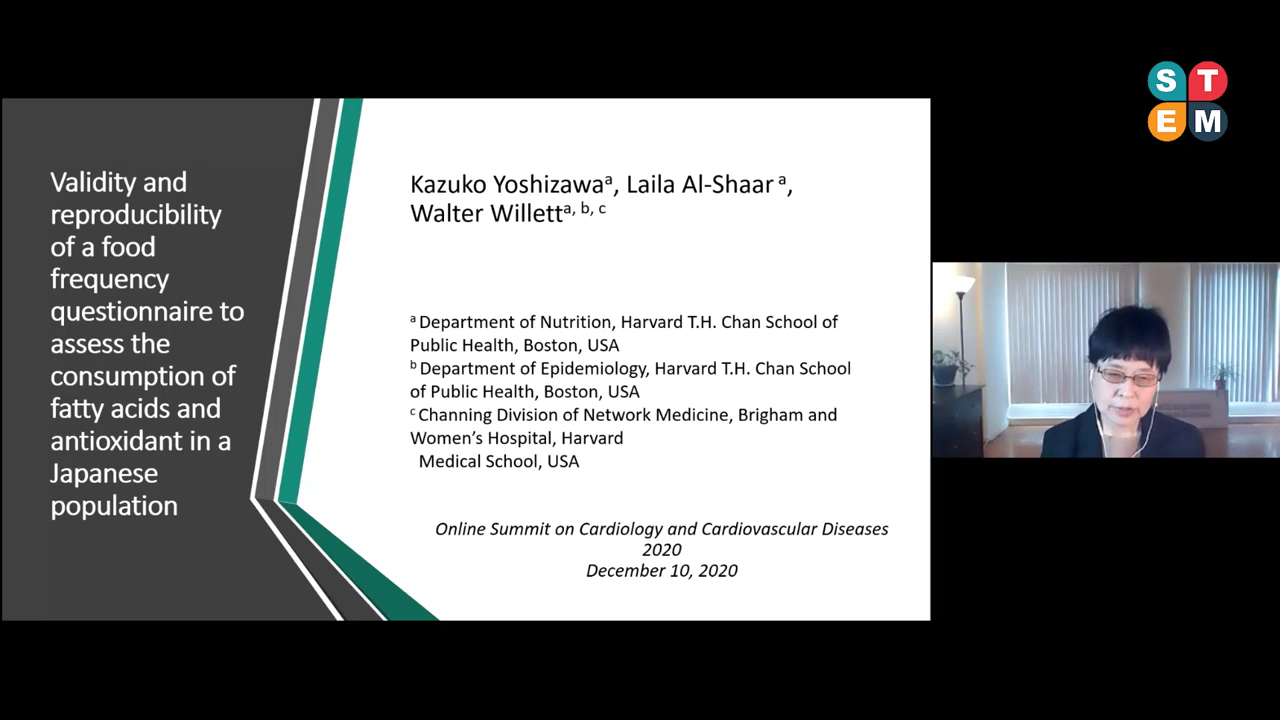 S T
E M
Validity and
reproducibility
of a food
frequency
questionnaire to
assess the
consumption of
fatty acids and
antioxidant in a
Japanese
population
Kazuko Yoshizawaᵃ, Laila Al-Shaar ᵃ,
Walter Willettᵃ, ᵇ, ᶜ
ᵃ Department of Nutrition, Harvard T.H. Chan School of
Public Health, Boston, USA
ᵇ Department of Epidemiology, Harvard T.H. Chan School
of Public Health, Boston, USA
ᶜ Channing Division of Network Medicine, Brigham and
Women’s Hospital, Harvard
Medical School, USA
Online Summit on Cardiology and Cardiovascular Diseases
2020
December 10, 2020